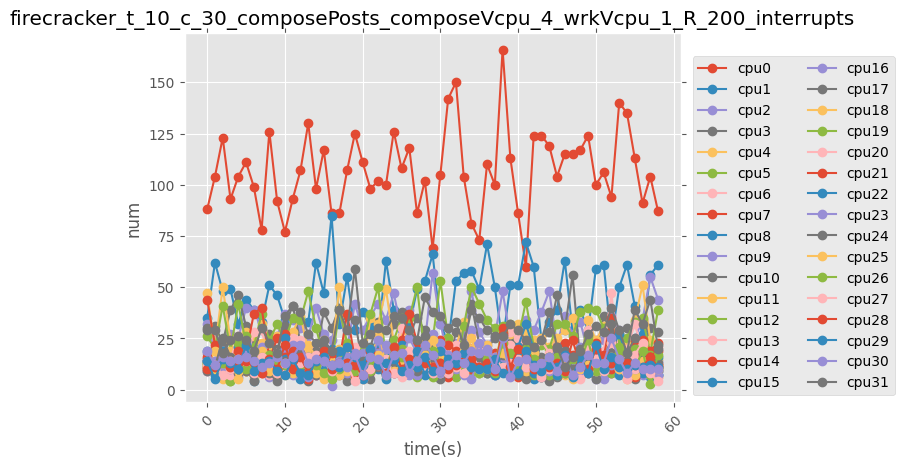 firecracker_t_10_c_30_composePosts_composeVcpu_4_wrkVcpu_1_R_200_interrupts
num
150
125
100
75
50
25
0
0
10
20
30
40
50
60
time(s)
cpu0
cpu1
cpu2
cpu3
cpu4
cpu5
cpu6
cpu7
cpu8
cpu9
cpu10
cpu11
cpu12
cpu13
cpu14
cpu15
cpu16
cpu17
cpu18
cpu19
cpu20
cpu21
cpu22
cpu23
cpu24
cpu25
cpu26
cpu27
cpu28
cpu29
cpu30
cpu31